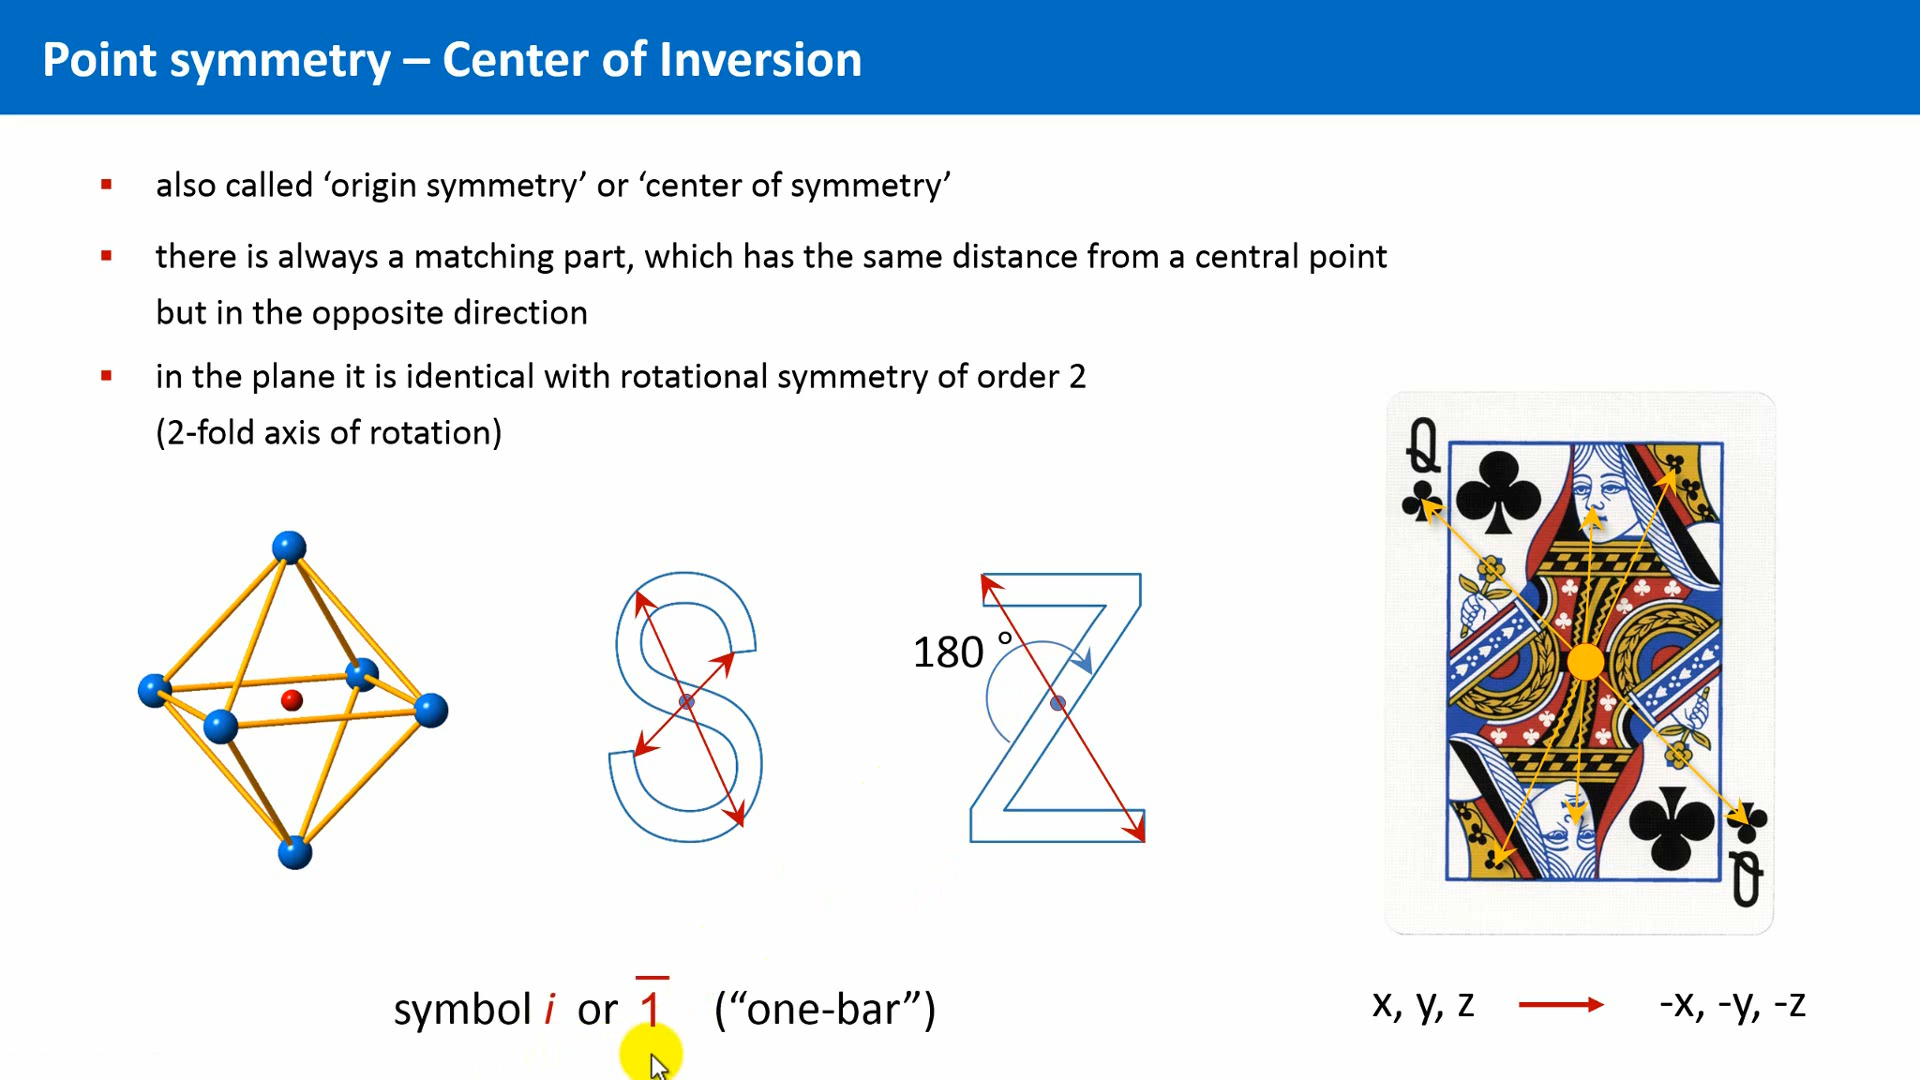 Point symmetry – Center of Inversion
▪ also called ‘origin symmetry’ or ‘center of symmetry’
▪ there is always a matching part, which has the same distance from a central point
but in the opposite direction
▪ in the plane it is identical with rotational symmetry of order 2
(2-fold axis of rotation)
S
180 °
Z
Q
Q
symbol i or 1̅ (“one-bar”)
x, y, z → -x, -y, -z